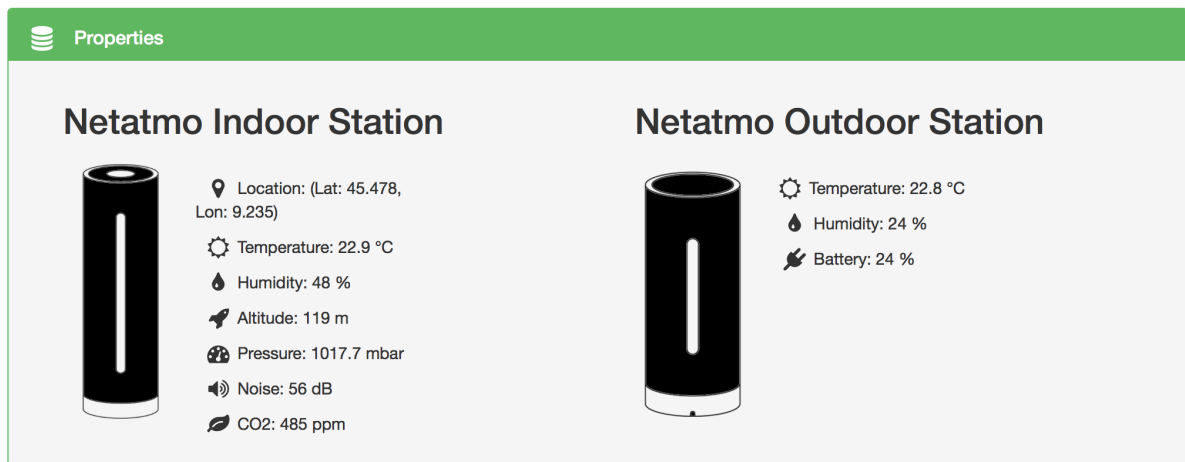 Properties
Netatmo Indoor Station
Location: (Lat: 45.478,
Lon: 9.235)
Temperature: 22.9 °C
Humidity: 48 %
Altitude: 119 m
Pressure: 1017.7 mbar
Noise: 56 dB
CO2: 485 ppm
Netatmo Outdoor Station
Temperature: 22.8 °C
Humidity: 24 %
Battery: 24 %